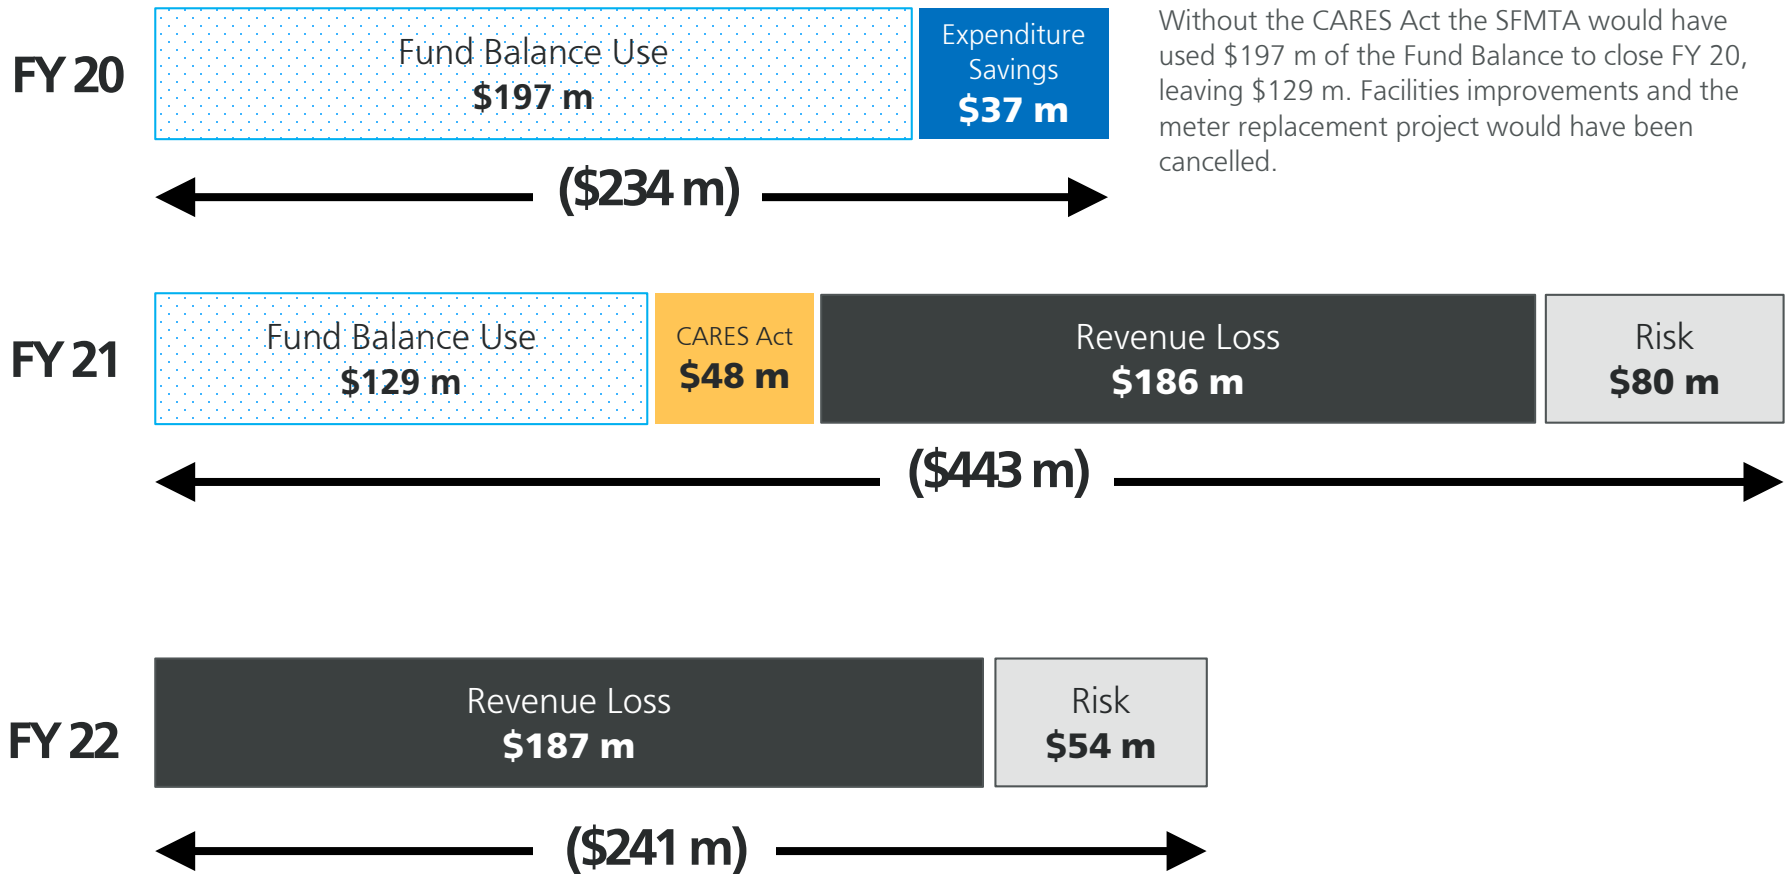 FY 20
Fund Balance Use
$197 m
Expenditure
Savings
$37 m
Without the CARES Act the SFMTA would have
used $197 m of the Fund Balance to close FY 20,
leaving $129 m. Facilities improvements and the
meter replacement project would have been
cancelled.
($234 m)
FY 21
Fund Balance Use
$129 m
CARES Act
$48 m
Revenue Loss
$186 m
Risk
$80 m
($443 m)
FY 22
Revenue Loss
$187 m
Risk
$54 m
($241 m)